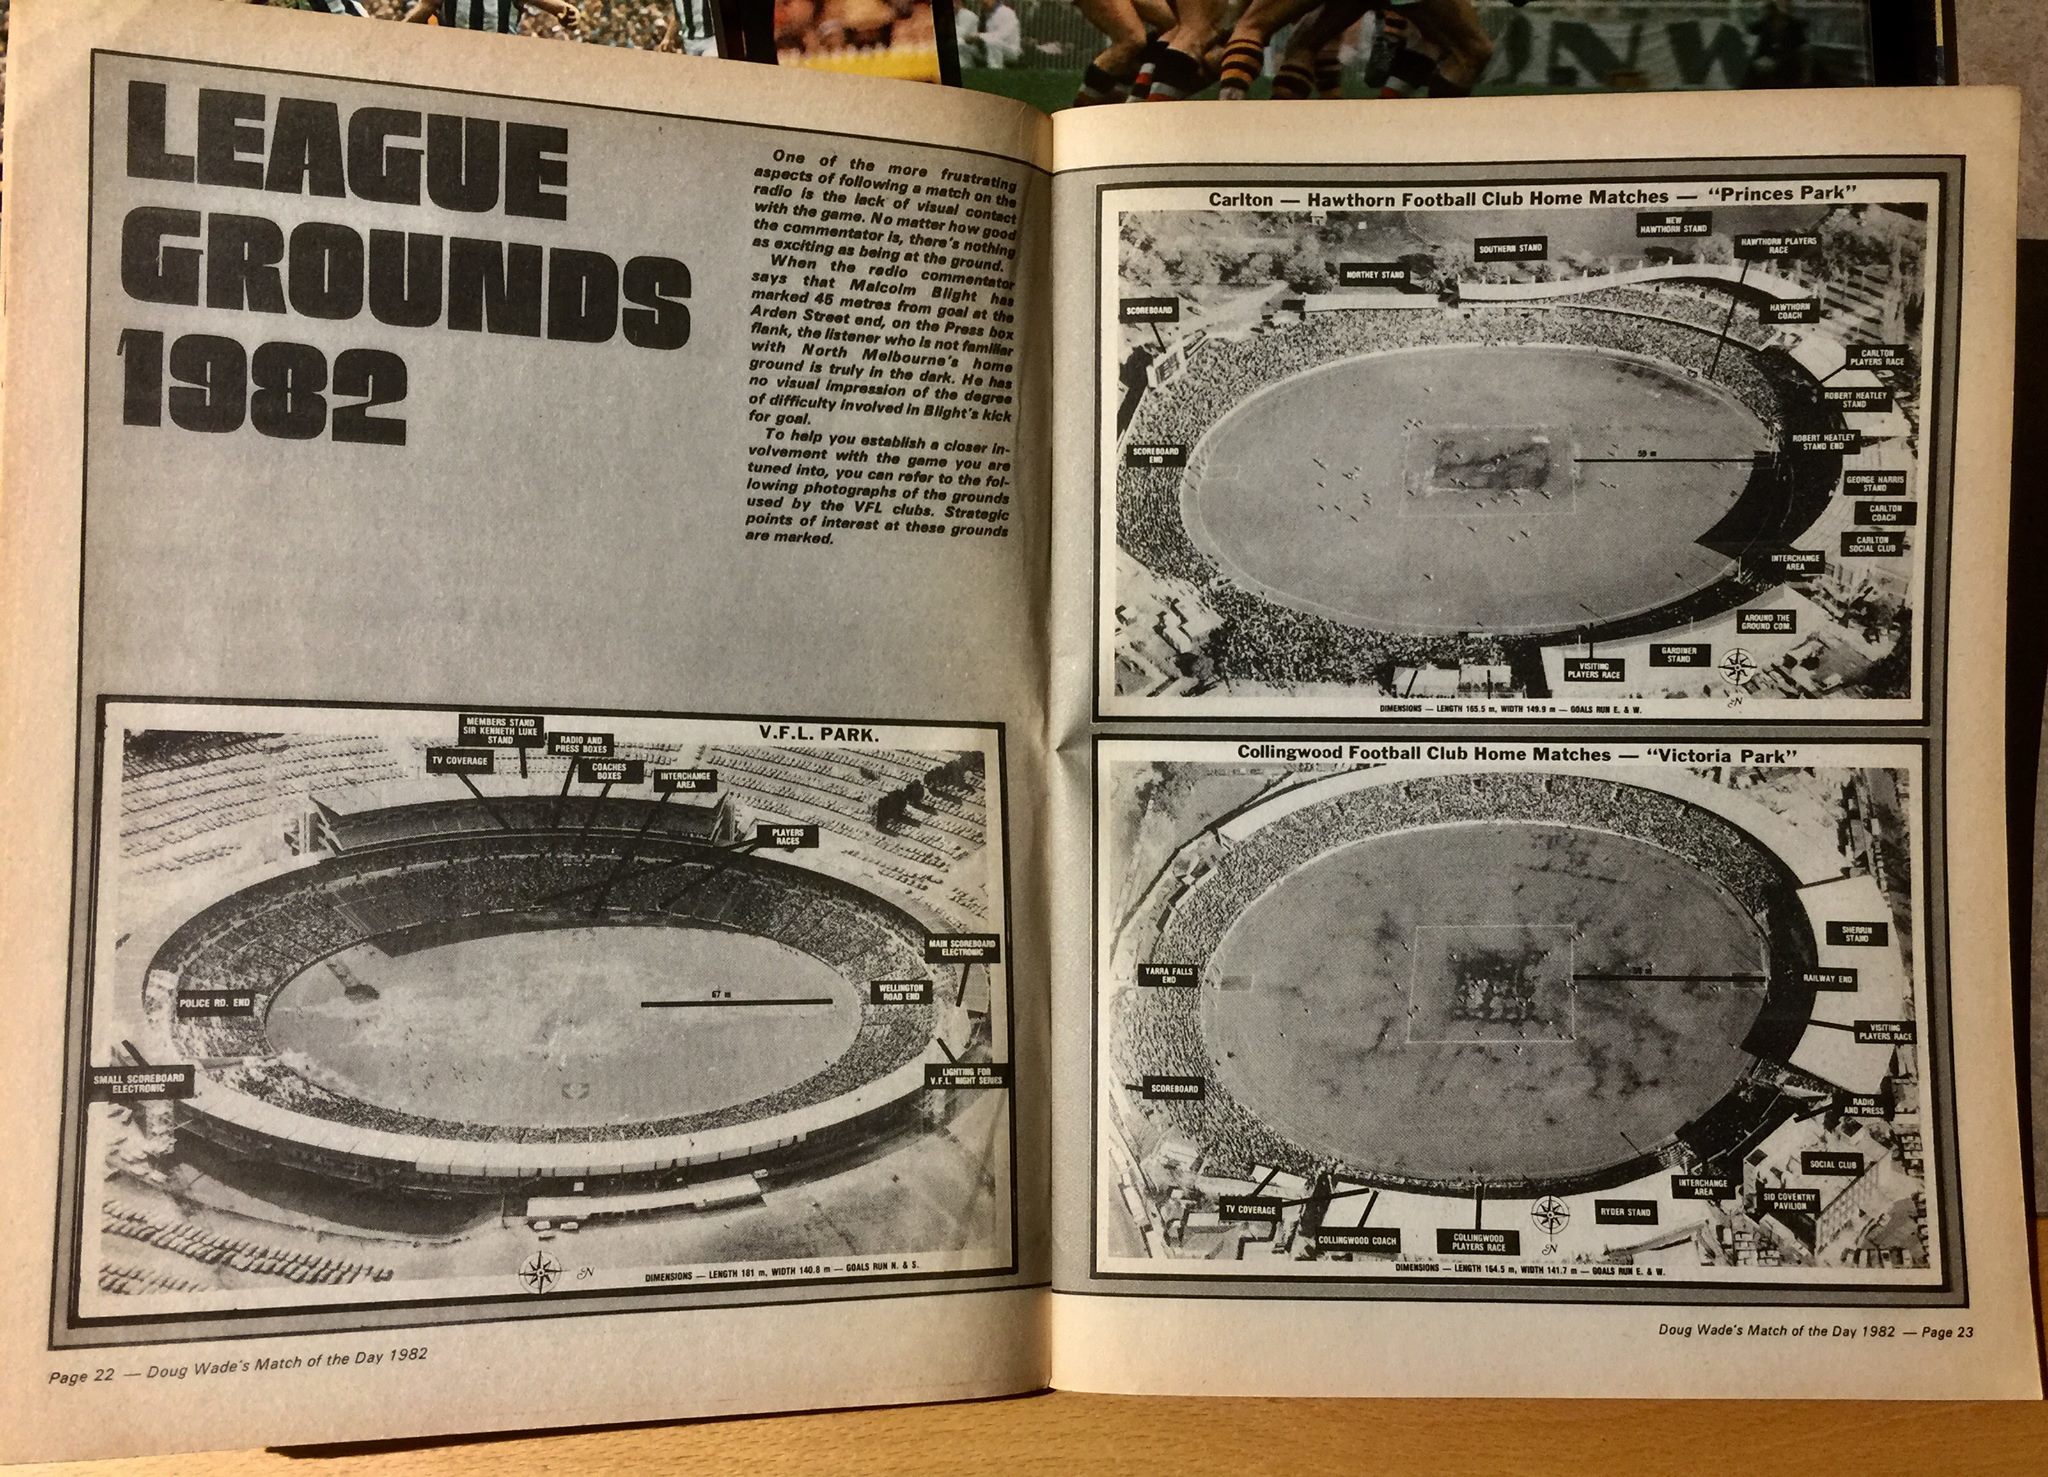 LEAGUE
GROUNDS
1982
One of the more frustrating
aspects of following a match on the
radio is the lack of visual contact
with the game. No matter how good
the commentator is, there's nothing
as exciting as being at the ground.
When the radio commentator
says that Malcolm Blight has
marked 45 metres from goal at the
Arden Street end, on the Press box
flank, the listener who is not familiar
with North Melbourne's home
ground is truly in the dark. He has
no visual impression of the degree
of difficulty involved in Blight's kick
for goal.
To help you establish a closer in-
volvement with the game you are
tuned into, you can refer to the fol-
lowing photographs of the grounds
used by the VFL clubs. Strategic
points of interest at these grounds
are marked.
V.F.L. PARK.
MEMBERS STAND
SIR KENNETH LUKE
STAND
RADIO AND
PRESS BOXES
TV COVERAGE
COACHES
BOXES
INTERCHANGE
AREA
PLAYERS
RACES
MAIN SCOREBOARD
ELECTRONIC
POLICE RD. END
67 m
WELLINGTON
ROAD END
SMALL SCOREBOARD
ELECTRONIC
LIGHTING FOR
V.F.L. NIGHT SERIES
N
DIMENSIONS — LENGTH 181 m, WIDTH 140.8 m — GOALS RUN N. & S.
Page 22 — Doug Wade's Match of the Day 1982
Carlton — Hawthorn Football Club Home Matches — "Princes Park"
NEW
HAWTHORN STAND
SOUTHERN STAND
HAWTHORN PLAYERS
RACE
NORTHEY STAND
SCOREBOARD
HAWTHORN
COACH
CARLTON
PLAYERS RACE
ROBERT HEATLEY
STAND
ROBERT HEATLEY
STAND END
SCOREBOARD
END
59 m
GEORGE HARRIS
STAND
CARLTON
COACH
CARLTON
SOCIAL CLUB
INTERCHANGE
AREA
AROUND THE
GROUND COM.
GARDINER
STAND
VISITING
PLAYERS RACE
N
DIMENSIONS — LENGTH 165.5 m, WIDTH 149.9 m — GOALS RUN E. & W.
Collingwood Football Club Home Matches — "Victoria Park"
SHERRIN
STAND
YARRA FALLS
END
RAILWAY END
VISITING
PLAYERS RACE
SCOREBOARD
RADIO
AND PRESS
SOCIAL CLUB
INTERCHANGE
AREA
SID COVENTRY
PAVILION
TV COVERAGE
RYDER STAND
COLLINGWOOD COACH
COLLINGWOOD
PLAYERS RACE
N
DIMENSIONS — LENGTH 164.5 m, WIDTH 141.7 m — GOALS RUN E. & W.
Doug Wade's Match of the Day 1982 — Page 23